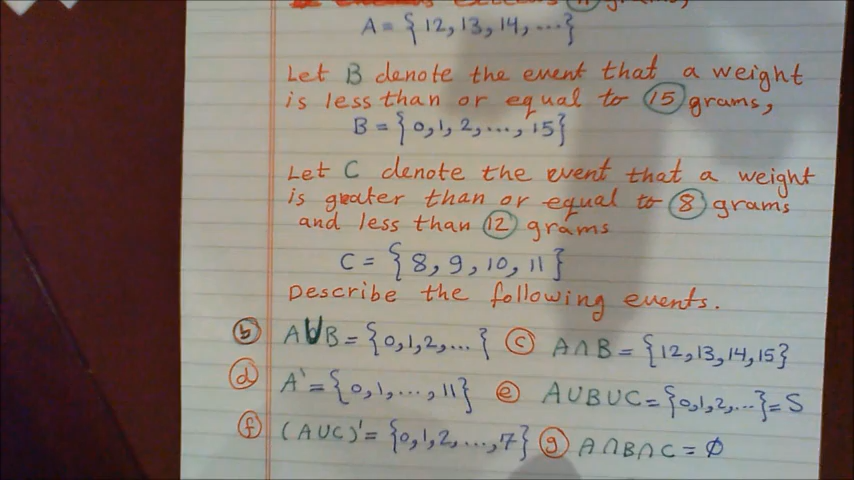 A = {12, 13, 14, ...}
Let B denote the event that a weight
is less than or equal to 15 grams,
B = {0, 1, 2, ..., 15}
Let C denote the event that a weight
is greater than or equal to 8 grams
and less than 12 grams
C = {8, 9, 10, 11}
Describe the following events.
(b) A∪B = {0,1,2,...} (c) A∩B = {12,13,14,15}
(d) A' = {0,1,...,11} (e) A∪B∪C = {0,1,2,...} = S
(f) (A∪C)' = {0,1,2,...,7} (g) A∩B∩C = ∅